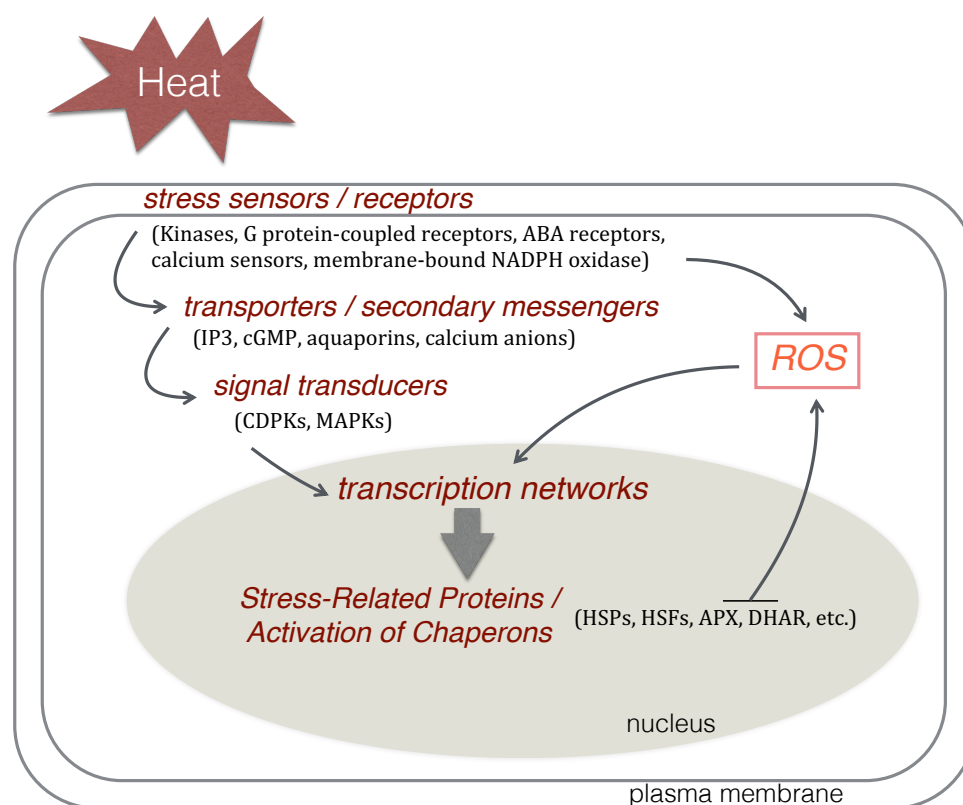 Heat
stress sensors / receptors
(Kinases, G protein-coupled receptors, ABA receptors,
calcium sensors, membrane-bound NADPH oxidase)
transporters / secondary messengers
(IP3, cGMP, aquaporins, calcium anions)
ROS
signal transducers
(CDPKs, MAPKs)
transcription networks
Stress-Related Proteins /
Activation of Chaperons
(HSPs, HSFs, APX, DHAR, etc.)
nucleus
plasma membrane